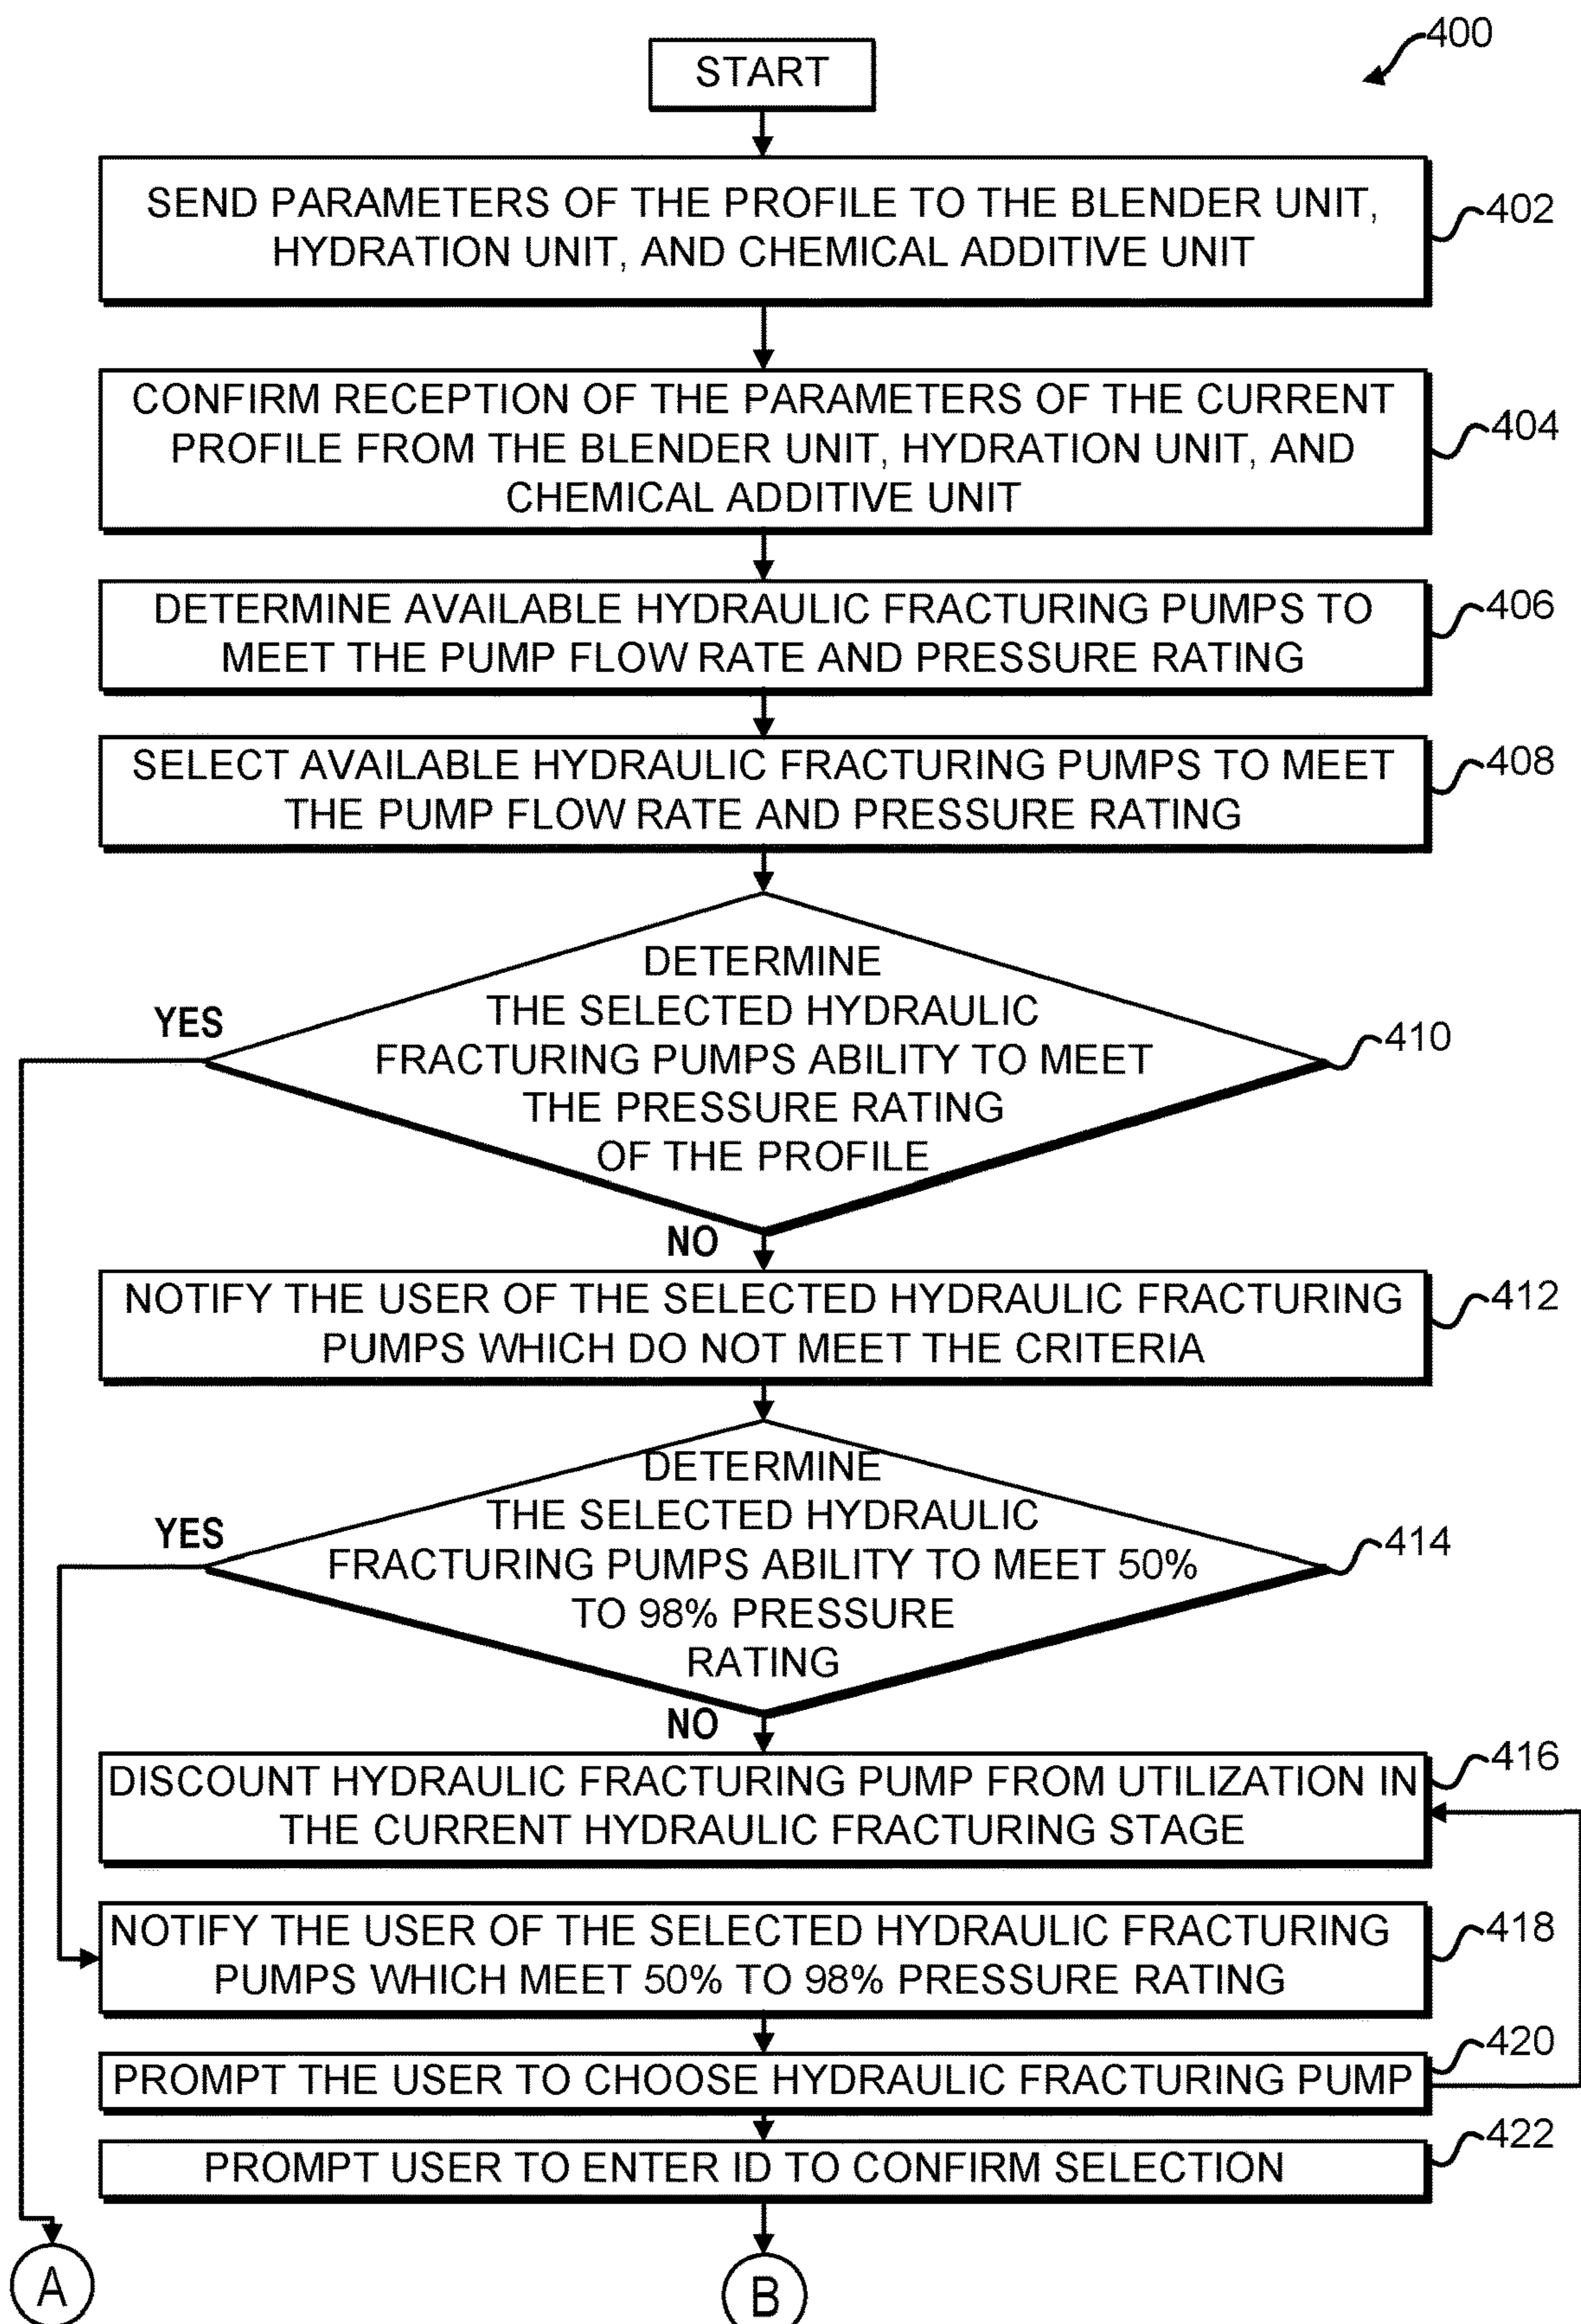 400
START
SEND PARAMETERS OF THE PROFILE TO THE BLENDER UNIT,
HYDRATION UNIT, AND CHEMICAL ADDITIVE UNIT
402
CONFIRM RECEPTION OF THE PARAMETERS OF THE CURRENT
PROFILE FROM THE BLENDER UNIT, HYDRATION UNIT, AND
CHEMICAL ADDITIVE UNIT
404
DETERMINE AVAILABLE HYDRAULIC FRACTURING PUMPS TO
MEET THE PUMP FLOW RATE AND PRESSURE RATING
406
SELECT AVAILABLE HYDRAULIC FRACTURING PUMPS TO MEET
THE PUMP FLOW RATE AND PRESSURE RATING
408
DETERMINE
THE SELECTED HYDRAULIC
FRACTURING PUMPS ABILITY TO MEET
THE PRESSURE RATING
OF THE PROFILE
410
YES
NO
NOTIFY THE USER OF THE SELECTED HYDRAULIC FRACTURING
PUMPS WHICH DO NOT MEET THE CRITERIA
412
DETERMINE
THE SELECTED HYDRAULIC
FRACTURING PUMPS ABILITY TO MEET 50%
TO 98% PRESSURE
RATING
414
YES
NO
DISCOUNT HYDRAULIC FRACTURING PUMP FROM UTILIZATION IN
THE CURRENT HYDRAULIC FRACTURING STAGE
416
NOTIFY THE USER OF THE SELECTED HYDRAULIC FRACTURING
PUMPS WHICH MEET 50% TO 98% PRESSURE RATING
418
PROMPT THE USER TO CHOOSE HYDRAULIC FRACTURING PUMP
420
PROMPT USER TO ENTER ID TO CONFIRM SELECTION
422
A
B